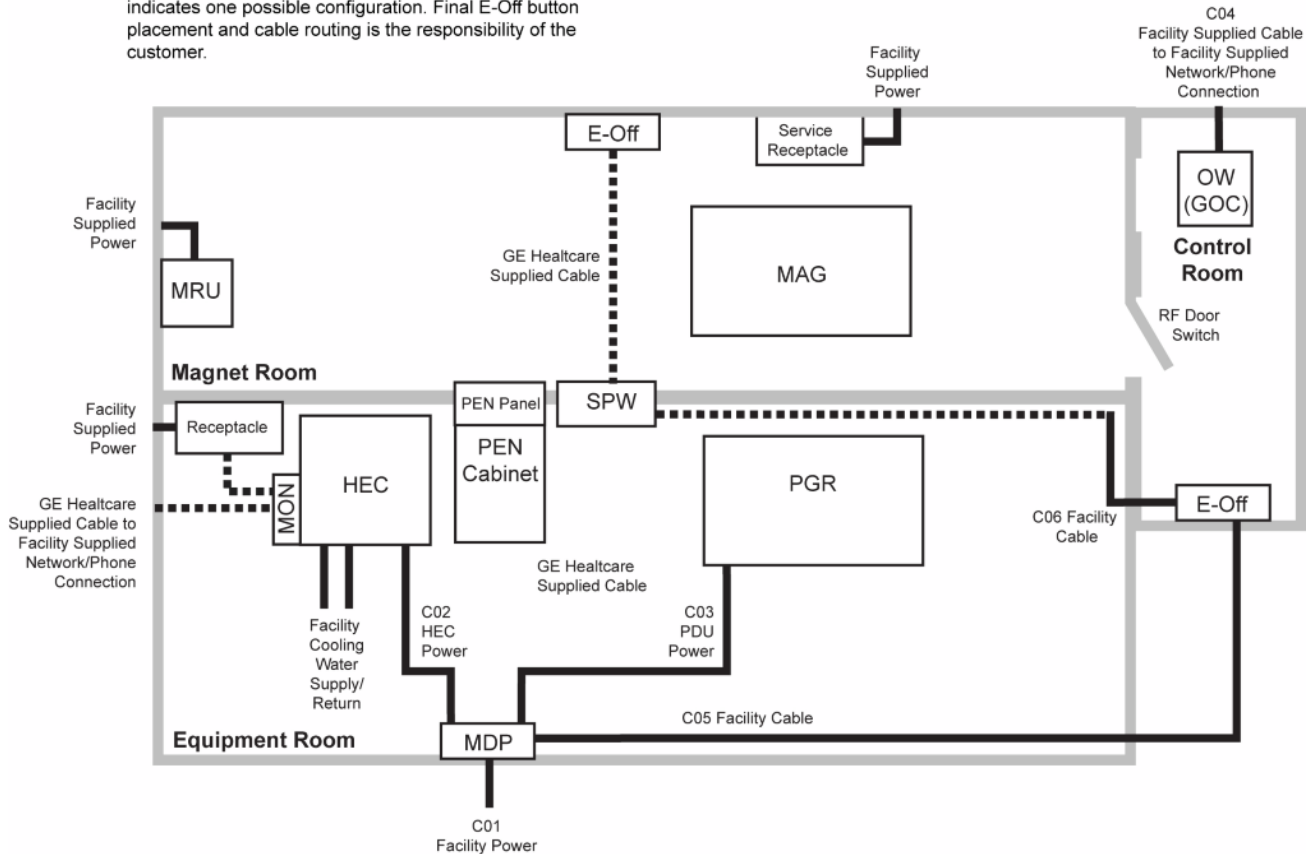 indicates one possible configuration. Final E-Off button
placement and cable routing is the responsibility of the
customer.
C04
Facility Supplied Cable
to Facility Supplied
Network/Phone
Connection
Facility
Supplied
Power
E-Off
Service
Receptacle
OW
(GOC)
Control
Room
Facility
Supplied
Power
MRU
GE Healtcare
Supplied Cable
MAG
RF Door
Switch
Magnet Room
Facility
Supplied
Power
Receptacle
PEN Panel
SPW
PEN
Cabinet
HEC
MON
PGR
GE Healtcare
Supplied Cable to
Facility Supplied
Network/Phone
Connection
C06 Facility
Cable
E-Off
GE Healtcare
Supplied Cable
Facility
Cooling
Water
Supply/
Return
C02
HEC
Power
C03
PDU
Power
C05 Facility Cable
Equipment Room
MDP
C01
Facility Power